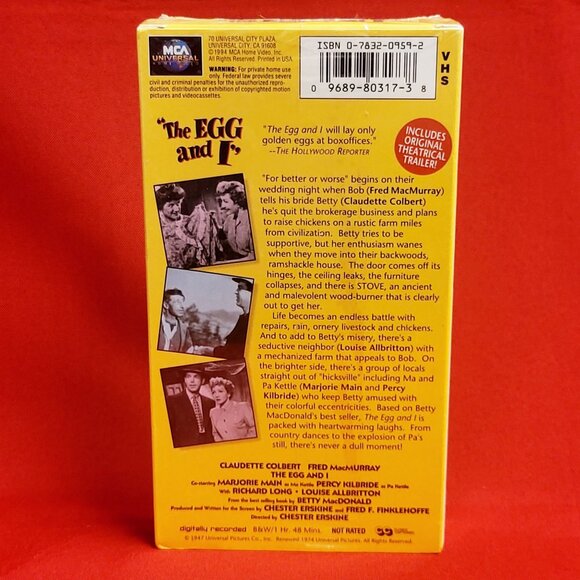 MCA
UNIVERSAL
HOME VIDEO
70 UNIVERSAL CITY PLAZA,
UNIVERSAL CITY, CA 91608
© 1994 MCA Home Video, Inc.
All Rights Reserved. Printed in USA.
WARNING: For private home use
only. Federal law provides severe
civil and criminal penalties for the unauthorized repro-
duction, distribution or exhibition of copyrighted motion
pictures and videocassettes.
ISBN 0-7832-0959-2
0 9689-80317-3 8
VHS
"The EGG
and I"
"The Egg and I will lay only
golden eggs at boxoffices."
--THE HOLLYWOOD REPORTER
INCLUDES
ORIGINAL
THEATRICAL
TRAILER!
"For better or worse" begins on their
wedding night when Bob (Fred MacMurray)
tells his bride Betty (Claudette Colbert)
he's quit the brokerage business and plans
to raise chickens on a rustic farm miles
from civilization. Betty tries to be
supportive, but her enthusiasm wanes
when they move into their backwoods,
ramshackle house. The door comes off its
hinges, the ceiling leaks, the furniture
collapses, and there is STOVE, an ancient
and malevolent wood-burner that is clearly
out to get her.
Life becomes an endless battle with
repairs, rain, ornery livestock and chickens.
And to add to Betty's misery, there's a
seductive neighbor (Louise Allbritton) with
a mechanized farm that appeals to Bob. On
the brighter side, there's a group of locals
straight out of "hicksville" including Ma and
Pa Kettle (Marjorie Main and Percy
Kilbride) who keep Betty amused with
their colorful eccentricities. Based on Betty
MacDonald's best seller, The Egg and I is
packed with heartwarming laughs. From
country dances to the explosion of Pa's
still, there's never a dull moment!
CLAUDETTE COLBERT FRED MacMURRAY
THE EGG AND I
Co-starring MARJORIE MAIN as Ma Kettle PERCY KILBRIDE as Pa Kettle
with RICHARD LONG • LOUISE ALLBRITTON
From the best selling book by BETTY MacDONALD
Produced and Written for the Screen by CHESTER ERSKINE and FRED F. FINKLEHOFFE
Directed by CHESTER ERSKINE
digitally recorded B&W/1 Hr. 48 Mins. NOT RATED
© 1947 Universal Pictures Co., Inc. Renewed 1974 Universal Pictures. All Rights Reserved.